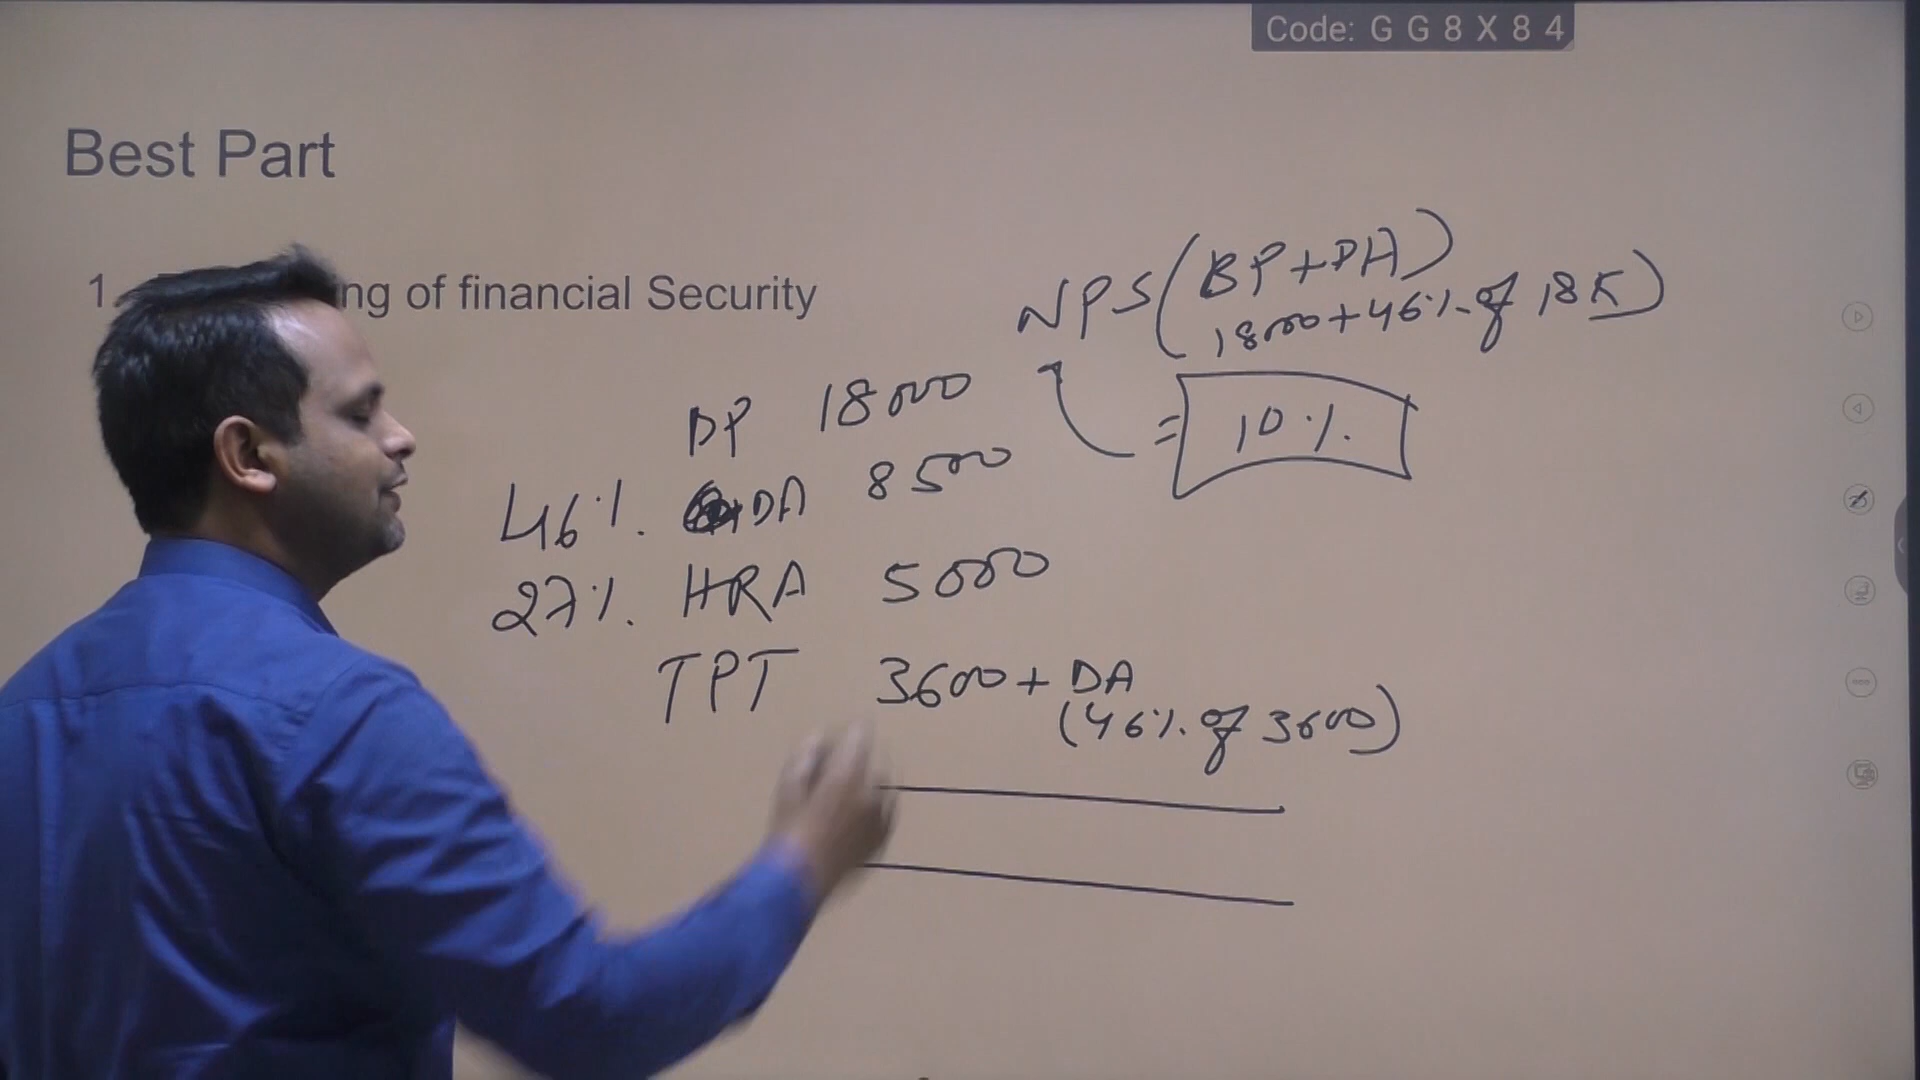 Code: G G 8 X 8 4
Best Part
1. ng of financial Security
NPS (BP+DA)
18000+46% of 18K)
= 10%
BP 18000
46% DA 8500
27% HRA 5000
TPT 3600 + DA
(46% of 3600)